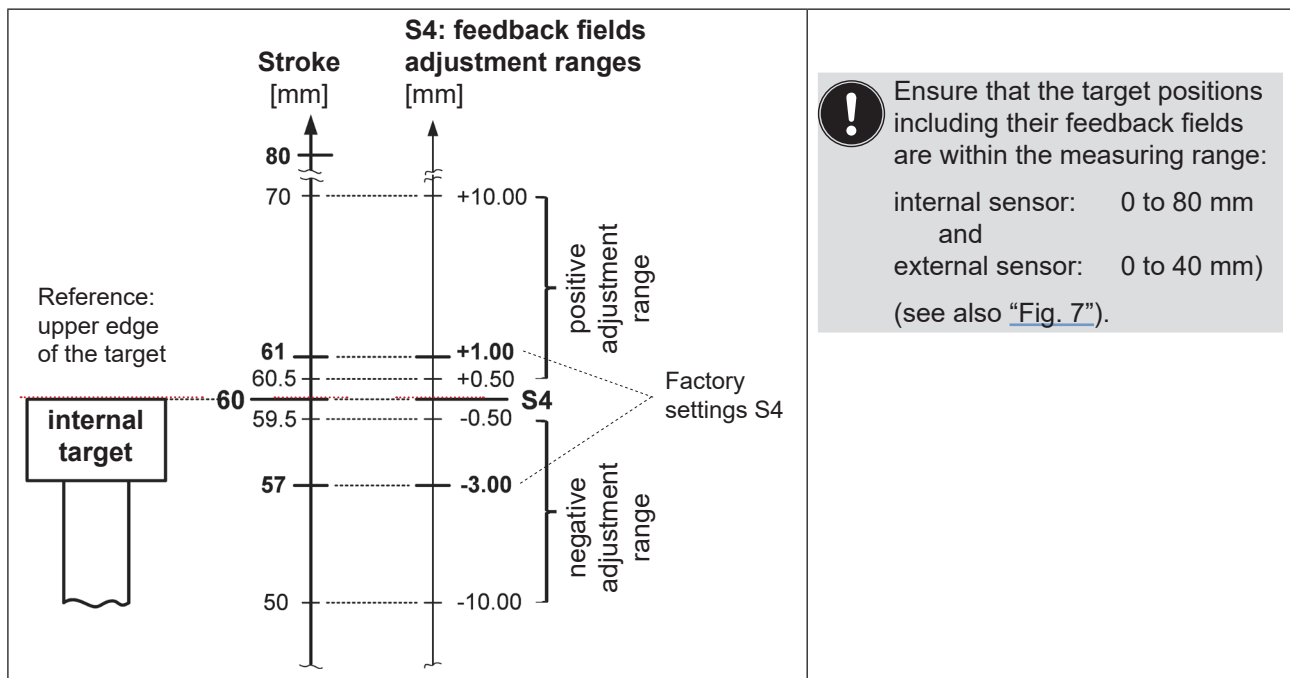 Stroke
[mm]
S4: feedback fields
adjustment ranges
[mm]
80
70
+10.00
positive
adjustment
range
Reference:
upper edge
of the target
61
+1.00
60.5
+0.50
60
S4
59.5
-0.50
Factory
settings S4
internal
target
57
-3.00
negative
adjustment
range
50
-10.00
!
Ensure that the target positions
including their feedback fields
are within the measuring range:
internal sensor: 0 to 80 mm
and
external sensor: 0 to 40 mm)
(see also “Fig. 7”).